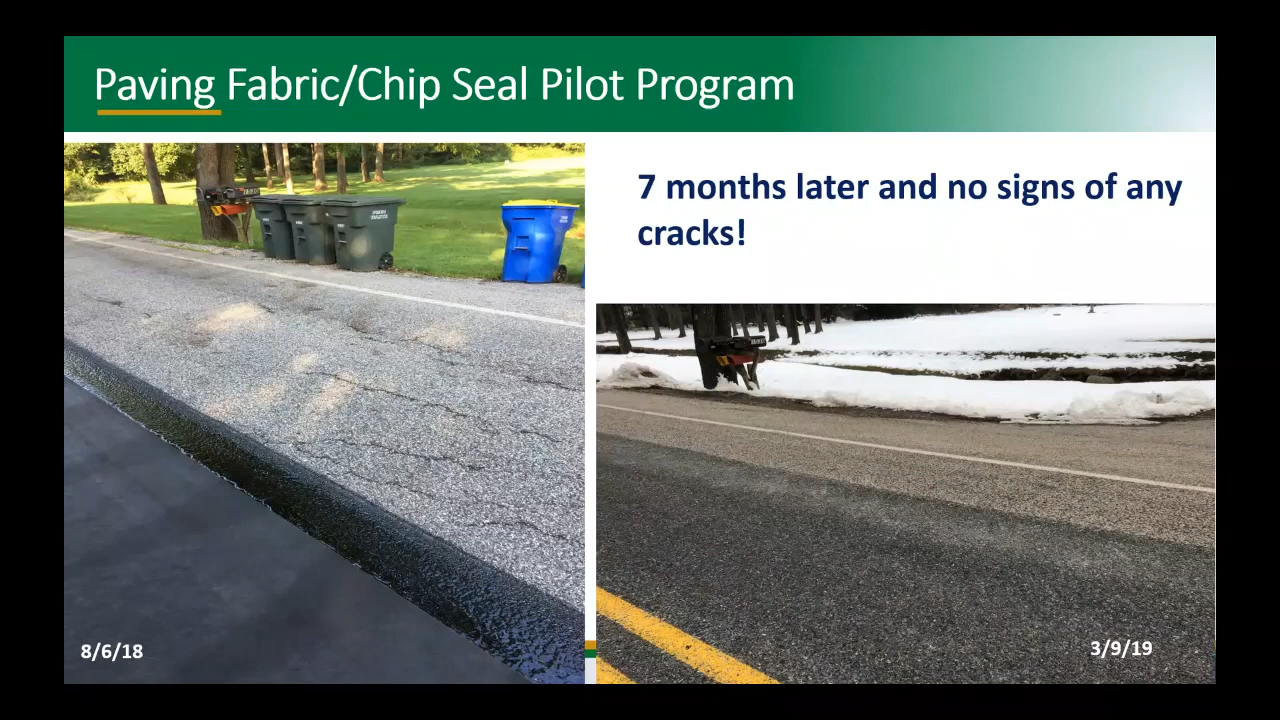 Paving Fabric/Chip Seal Pilot Program
7 months later and no signs of any
cracks!
8/6/18
3/9/19